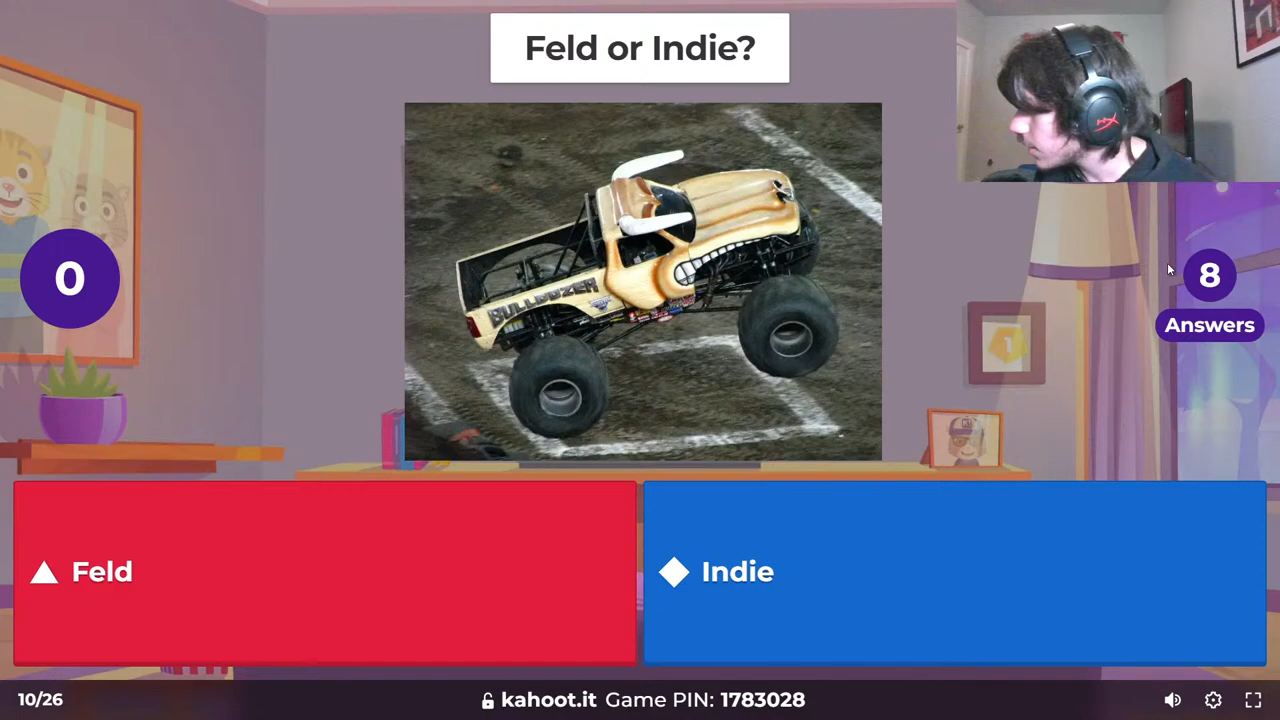 Feld or Indie?
BULLDOZER
0
8
Answers
Feld
Indie
10/26
kahoot.it Game PIN: 1783028